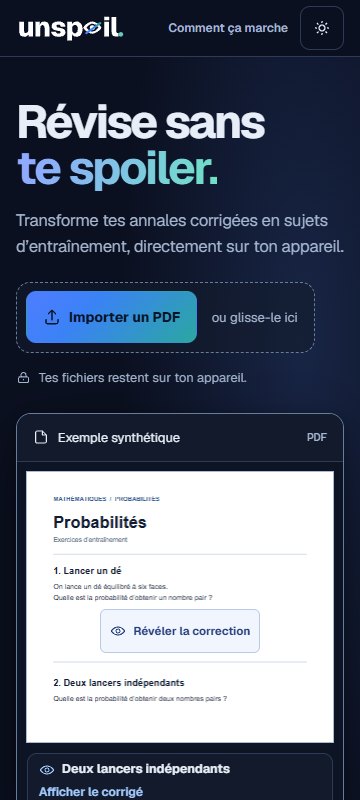 unspoil.
Comment ça marche
Révise sans
te spoiler.
Transforme tes annales corrigées en sujets
d’entraînement, directement sur ton appareil.
Importer un PDF
ou glisse-le ici
Tes fichiers restent sur ton appareil.
Exemple synthétique
PDF
MATHÉMATIQUES / PROBABILITÉS
Probabilités
Exercices d'entraînement
1. Lancer un dé
On lance un dé équilibré à six faces.
Quelle est la probabilité d'obtenir un nombre pair ?
Révéler la correction
2. Deux lancers indépendants
Quelle est la probabilité d'obtenir deux nombres pairs ?
Deux lancers indépendants
Afficher le corrigé